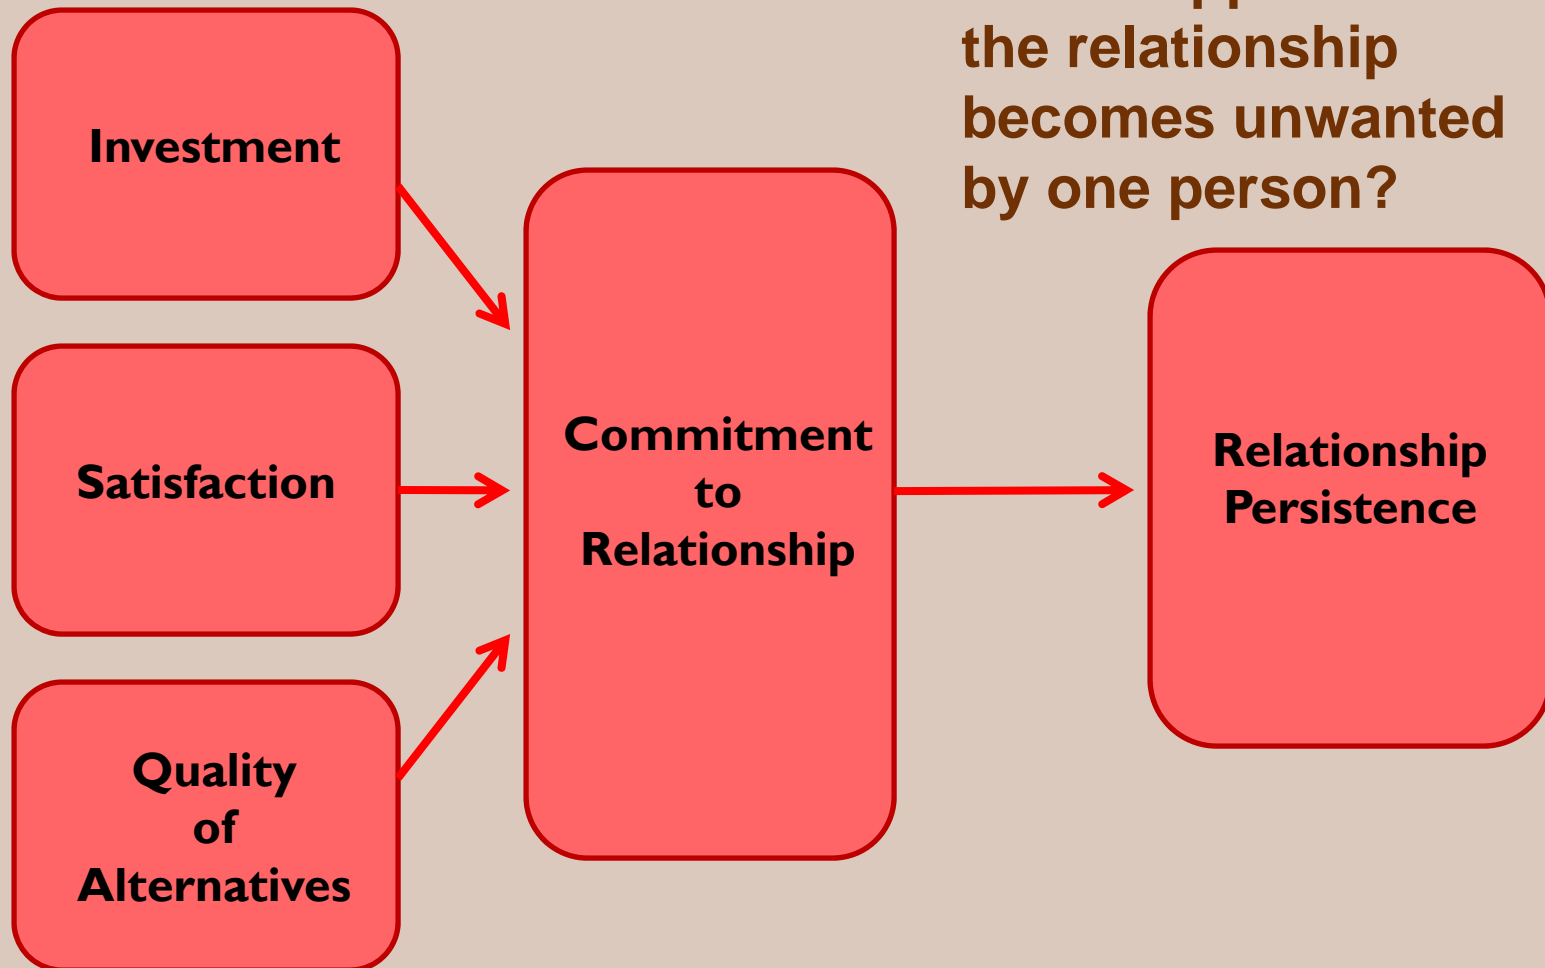 the relationship
becomes unwanted
by one person?
Investment
Satisfaction
Quality
of
Alternatives
Commitment
to
Relationship
Relationship
Persistence